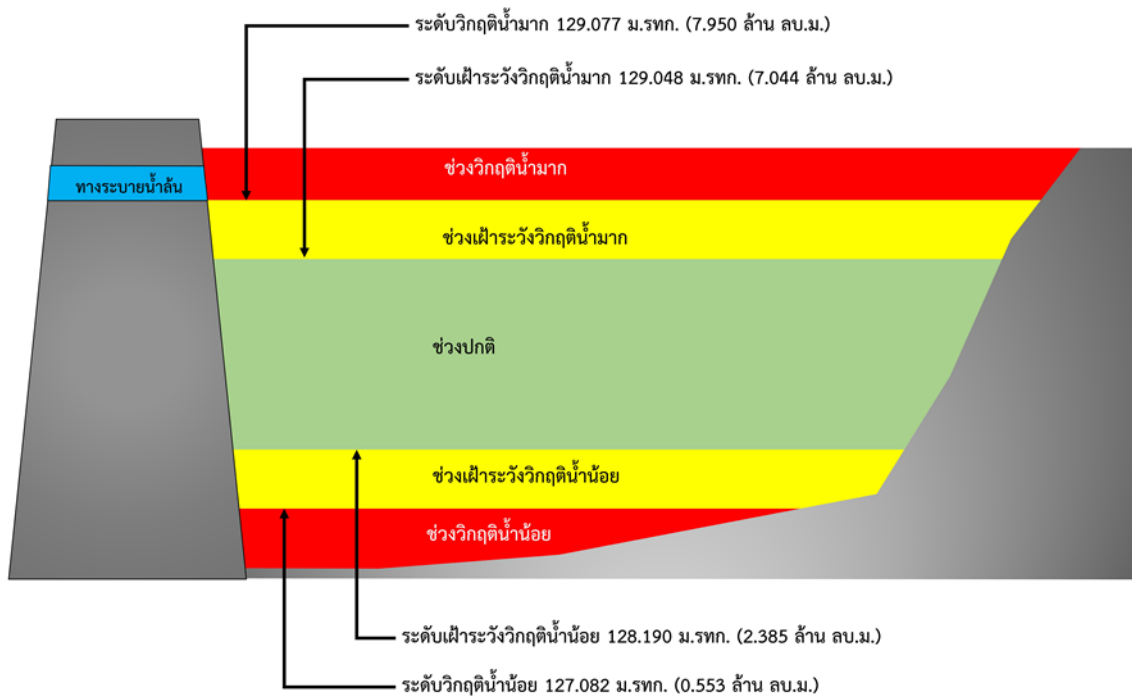 ระดับวิกฤติน้ำมาก 129.077 ม.รทก. (7.950 ล้าน ลบ.ม.)
ระดับเฝ้าระวังวิกฤติน้ำมาก 129.048 ม.รทก. (7.044 ล้าน ลบ.ม.)
ช่วงวิกฤติน้ำมาก
ทางระบายน้ำล้น
ช่วงเฝ้าระวังวิกฤติน้ำมาก
ช่วงปกติ
ช่วงเฝ้าระวังวิกฤติน้ำน้อย
ช่วงวิกฤติน้ำน้อย
ระดับเฝ้าระวังวิกฤติน้ำน้อย 128.190 ม.รทก. (2.385 ล้าน ลบ.ม.)
ระดับวิกฤติน้ำน้อย 127.082 ม.รทก. (0.553 ล้าน ลบ.ม.)